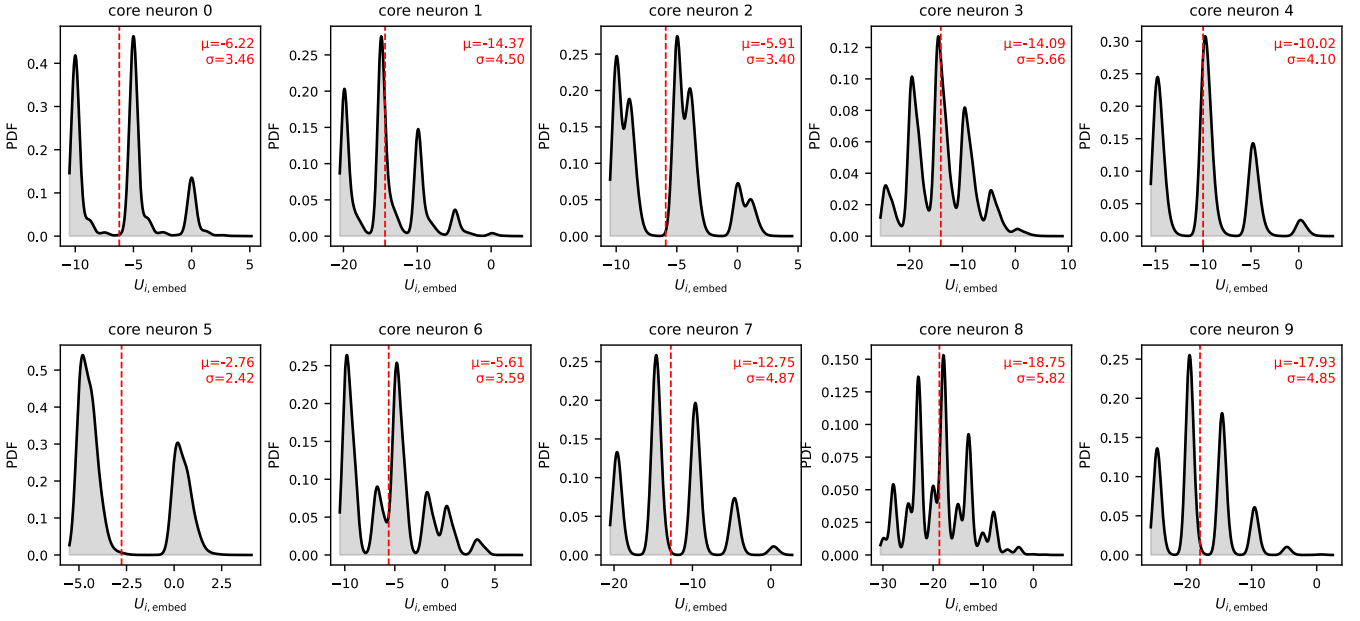 core neuron 0
μ=-6.22
σ=3.46
PDF
0.4
0.3
0.2
0.1
0.0
−10
−5
0
5
U_i, embed
core neuron 1
μ=-14.37
σ=4.50
PDF
0.25
0.20
0.15
0.10
0.05
0.00
−20
−10
0
U_i, embed
core neuron 2
μ=-5.91
σ=3.40
PDF
0.30
0.25
0.20
0.15
0.10
0.05
0.00
−10
−5
0
5
U_i, embed
core neuron 3
μ=-14.09
σ=5.66
PDF
0.12
0.10
0.08
0.06
0.04
0.02
0.00
−20
−10
0
10
U_i, embed
core neuron 4
μ=-10.02
σ=4.10
PDF
0.30
0.25
0.20
0.15
0.10
0.05
0.00
−15
−10
−5
0
U_i, embed
core neuron 5
μ=-2.76
σ=2.42
PDF
0.5
0.4
0.3
0.2
0.1
0.0
−5.0
−2.5
0.0
2.5
U_i, embed
core neuron 6
μ=-5.61
σ=3.59
PDF
0.25
0.20
0.15
0.10
0.05
0.00
−10
−5
0
5
U_i, embed
core neuron 7
μ=-12.75
σ=4.87
PDF
0.25
0.20
0.15
0.10
0.05
0.00
−20
−10
0
U_i, embed
core neuron 8
μ=-18.75
σ=5.82
PDF
0.150
0.125
0.100
0.075
0.050
0.025
0.000
−30
−20
−10
0
U_i, embed
core neuron 9
μ=-17.93
σ=4.85
PDF
0.25
0.20
0.15
0.10
0.05
0.00
−20
−10
0
U_i, embed